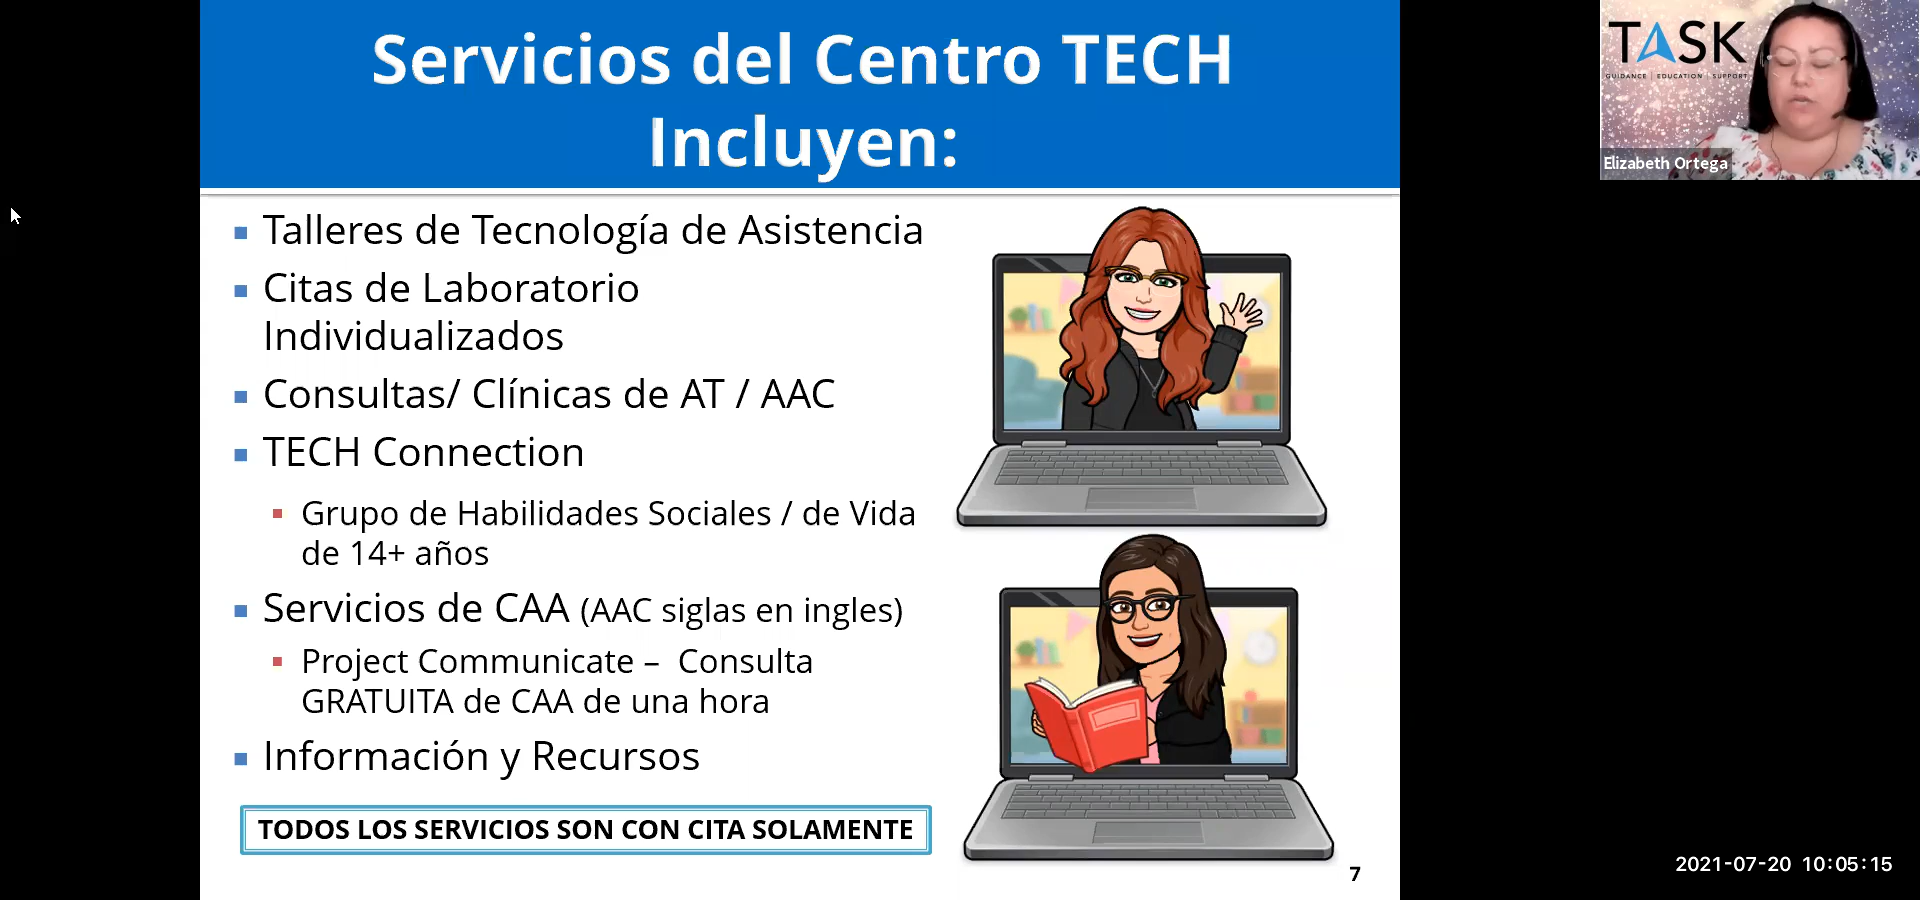 Servicios del Centro TECH
Incluyen:
Talleres de Tecnología de Asistencia
Citas de Laboratorio
Individualizados
Consultas/ Clínicas de AT / AAC
TECH Connection
Grupo de Habilidades Sociales / de Vida
de 14+ años
Servicios de CAA (AAC siglas en ingles)
Project Communicate – Consulta
GRATUITA de CAA de una hora
Información y Recursos
TODOS LOS SERVICIOS SON CON CITA SOLAMENTE
7
TASK
GUIDANCE | EDUCATION | SUPPORT
Elizabeth Ortega
2021-07-20 10:05:15